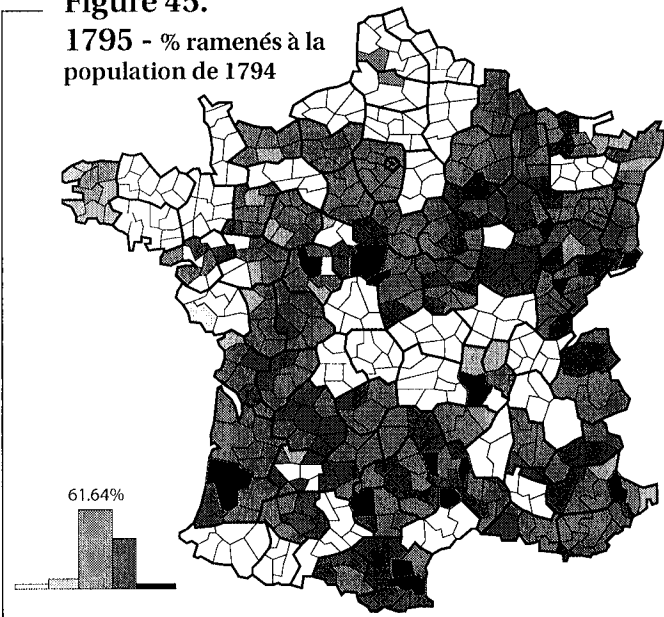 Figure 45.
1795 - % ramenés à la
population de 1794
61.64%